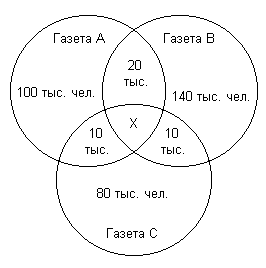 Газета А
Газета В
20
тыс.
100 тыс. чел.
140 тыс. чел.
X
10
тыс.
10
тыс.
80 тыс. чел.
Газета С